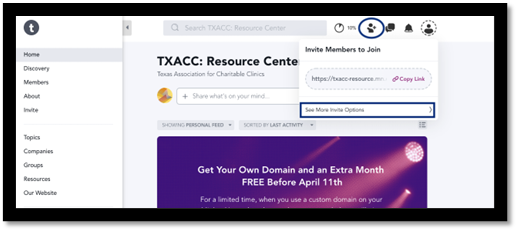 t
Search TXACC: Resource Center
10%
Home
Discovery
Members
About
Invite
Topics
Companies
Groups
Resources
Our Website
TXACC: Resource Cente
Texas Association for Charitable Clinics
Share what's on your mind...
SHOWING PERSONAL FEED
SORTED BY LAST ACTIVITY
Invite Members to Join
https://txacc-resource.m
Copy Link
See More Invite Options
Get Your Own Domain and an Extra Month
FREE Before April 11th
For a limited time, when you use a custom domain on your